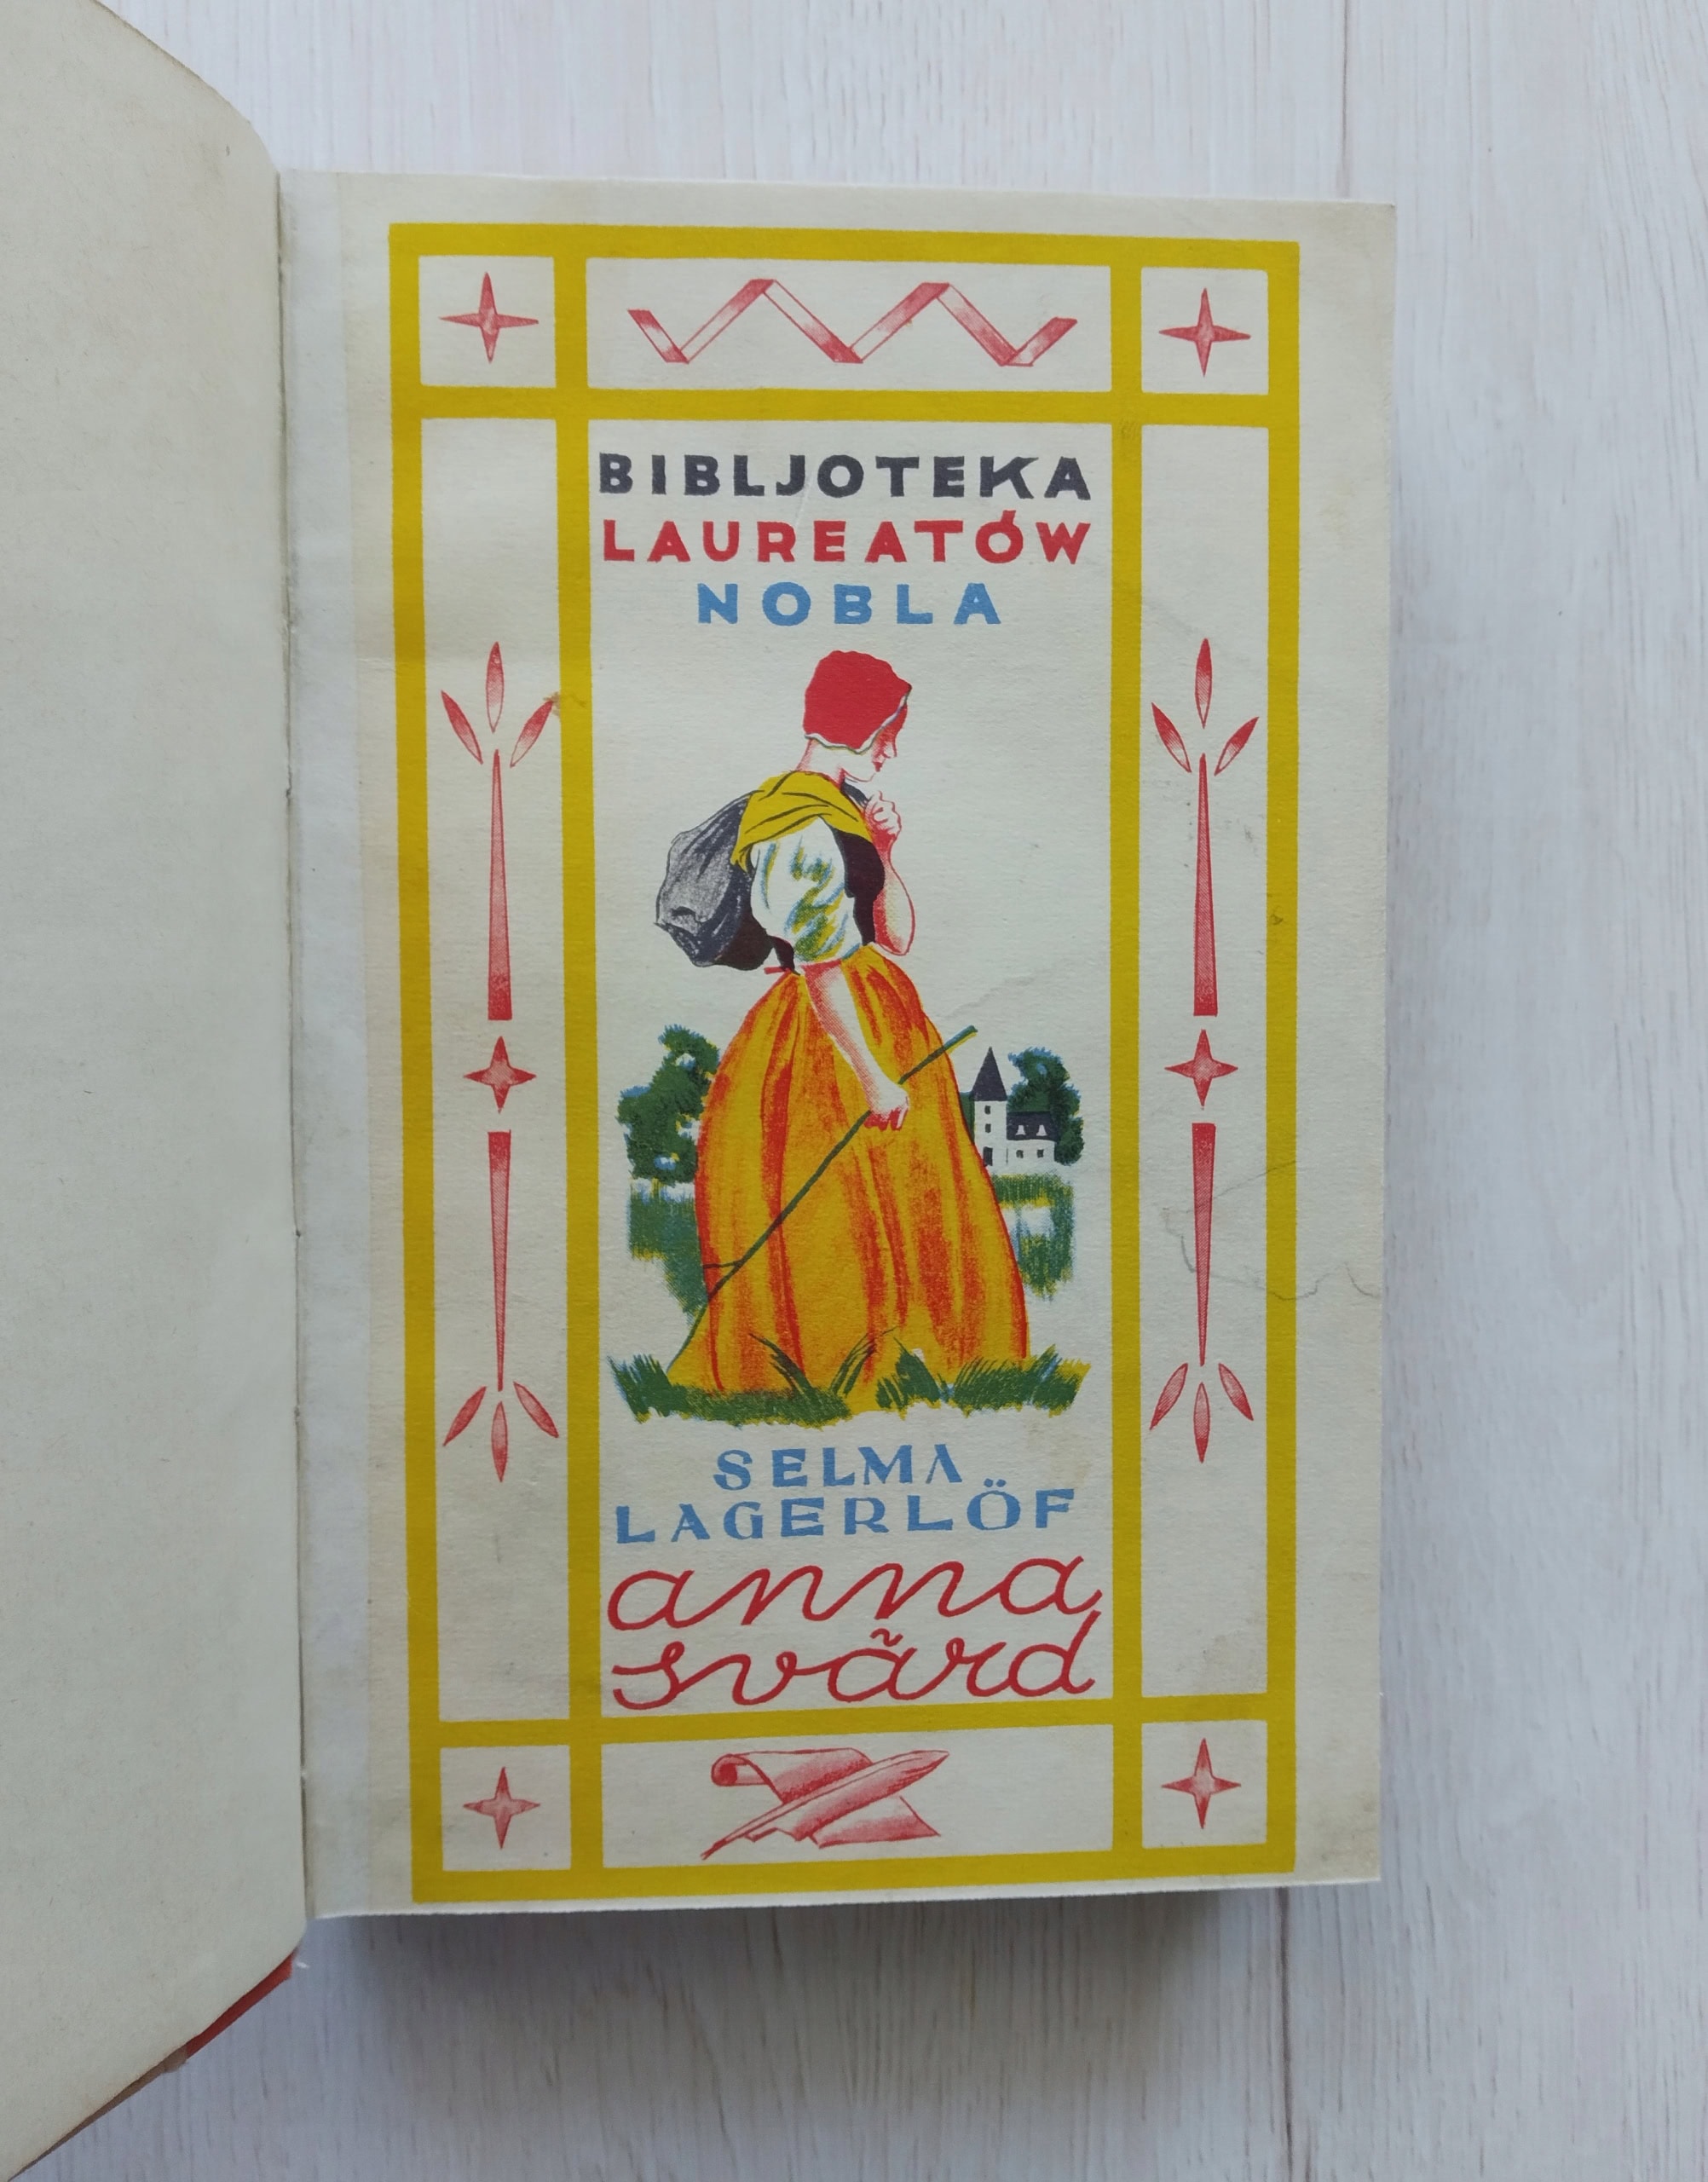 BIBLJOTEKA
LAUREATÓW
NOBLA
SELMA
LAGERLÖF
anna
svärd